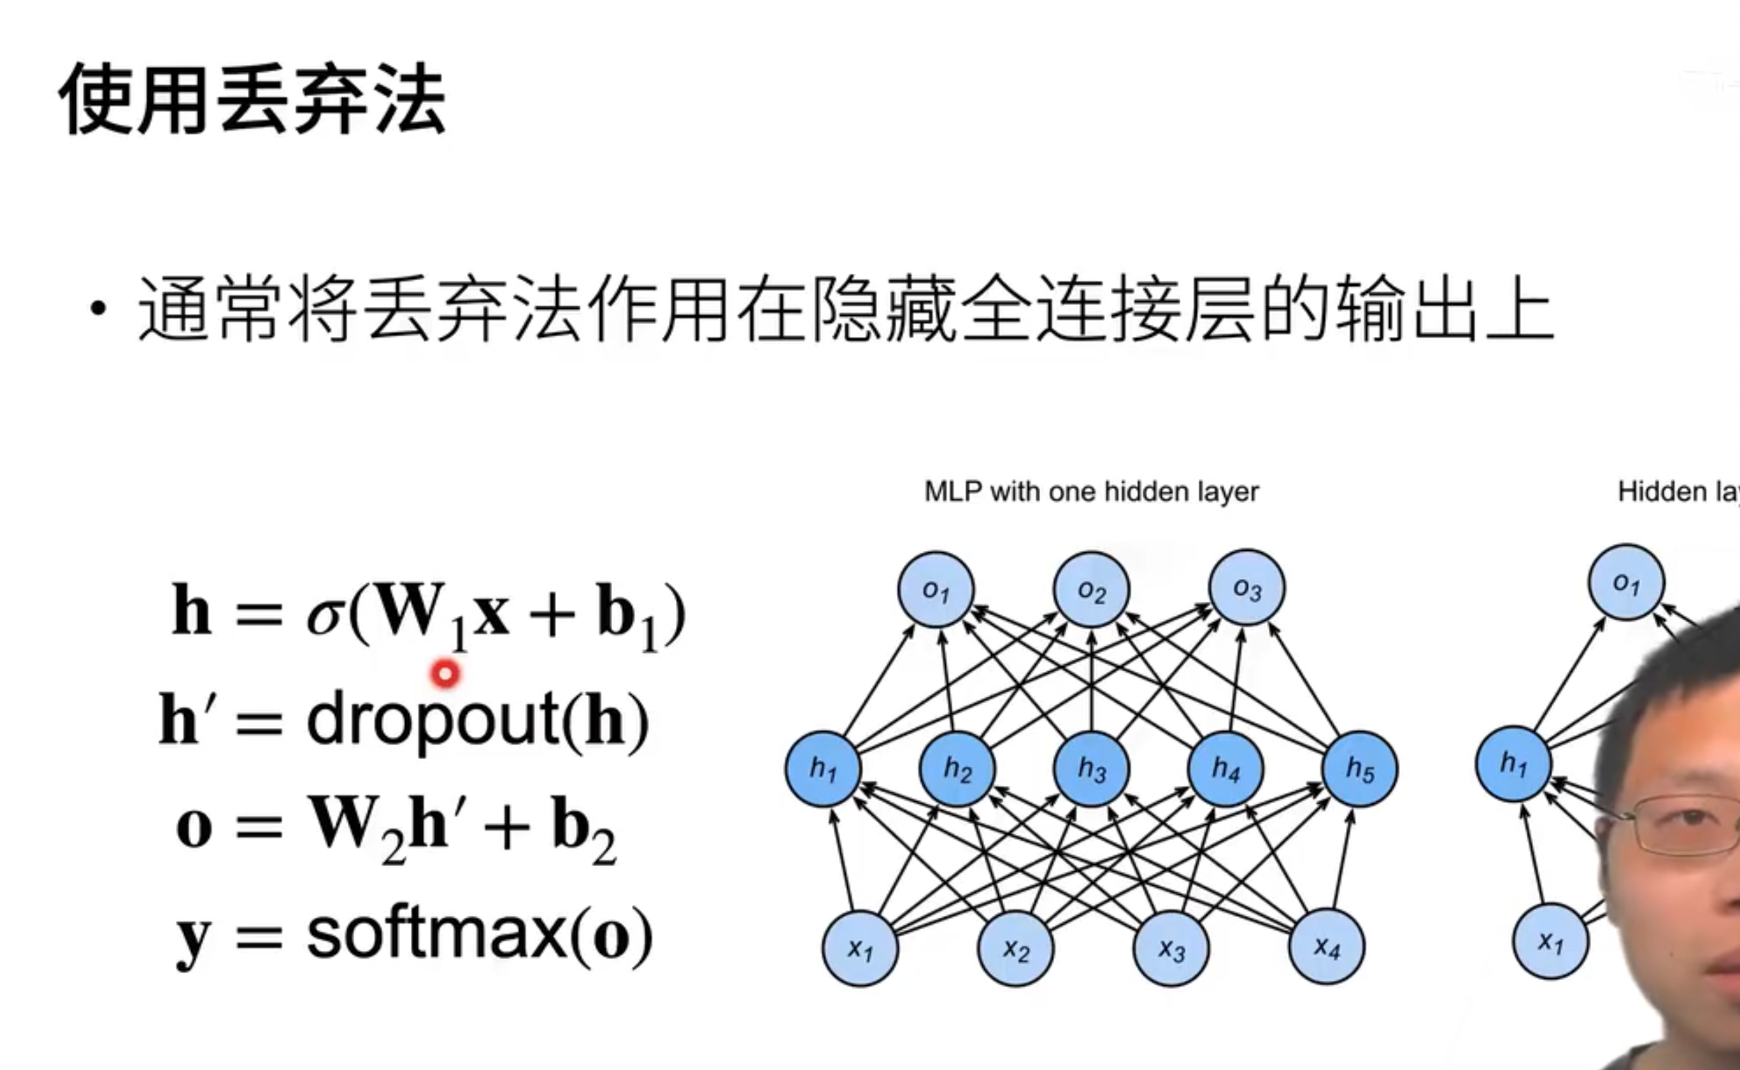 使用丢弃法
• 通常将丢弃法作用在隐藏全连接层的输出上
MLP with one hidden layer
Hidden
h = σ(W₁x + b₁)
h′ = dropout(h)
o = W₂h′ + b₂
y = softmax(o)
o₁ o₂ o₃ o₁
h₁ h₂ h₃ h₄ h₅ h₁
x₁ x₂ x₃ x₄ x₁